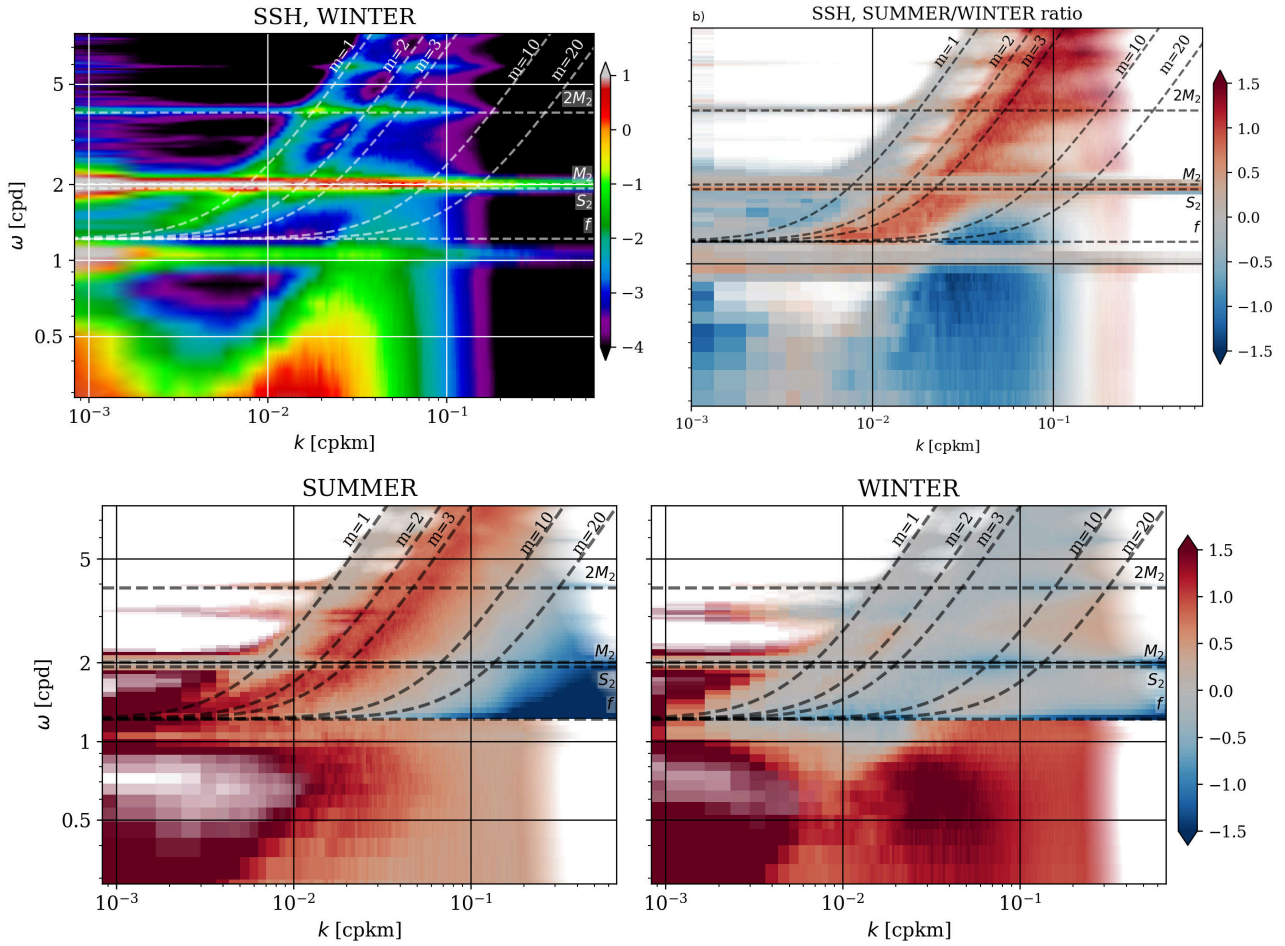 SSH, WINTER
m=1
m=2
m=3
m=10
m=20
5
2
1
0.5
ω [cpd]
2M₂
M₂
S₂
f
10⁻³
10⁻²
10⁻¹
k [cpkm]
1
0
−1
−2
−3
−4
b)
SSH, SUMMER/WINTER ratio
m=1
m=2
m=3
m=10
m=20
2M₂
M₂
S₂
f
10⁻³
10⁻²
10⁻¹
k [cpkm]
1.5
1.0
0.5
0.0
−0.5
−1.0
−1.5
SUMMER
m=1
m=2
m=3
m=10
m=20
5
2
1
0.5
ω [cpd]
2M₂
M₂
S₂
f
10⁻³
10⁻²
10⁻¹
k [cpkm]
WINTER
m=1
m=2
m=3
m=10
m=20
5
2
1
0.5
2M₂
M₂
S₂
f
10⁻³
10⁻²
10⁻¹
k [cpkm]
1.5
1.0
0.5
0.0
−0.5
−1.0
−1.5